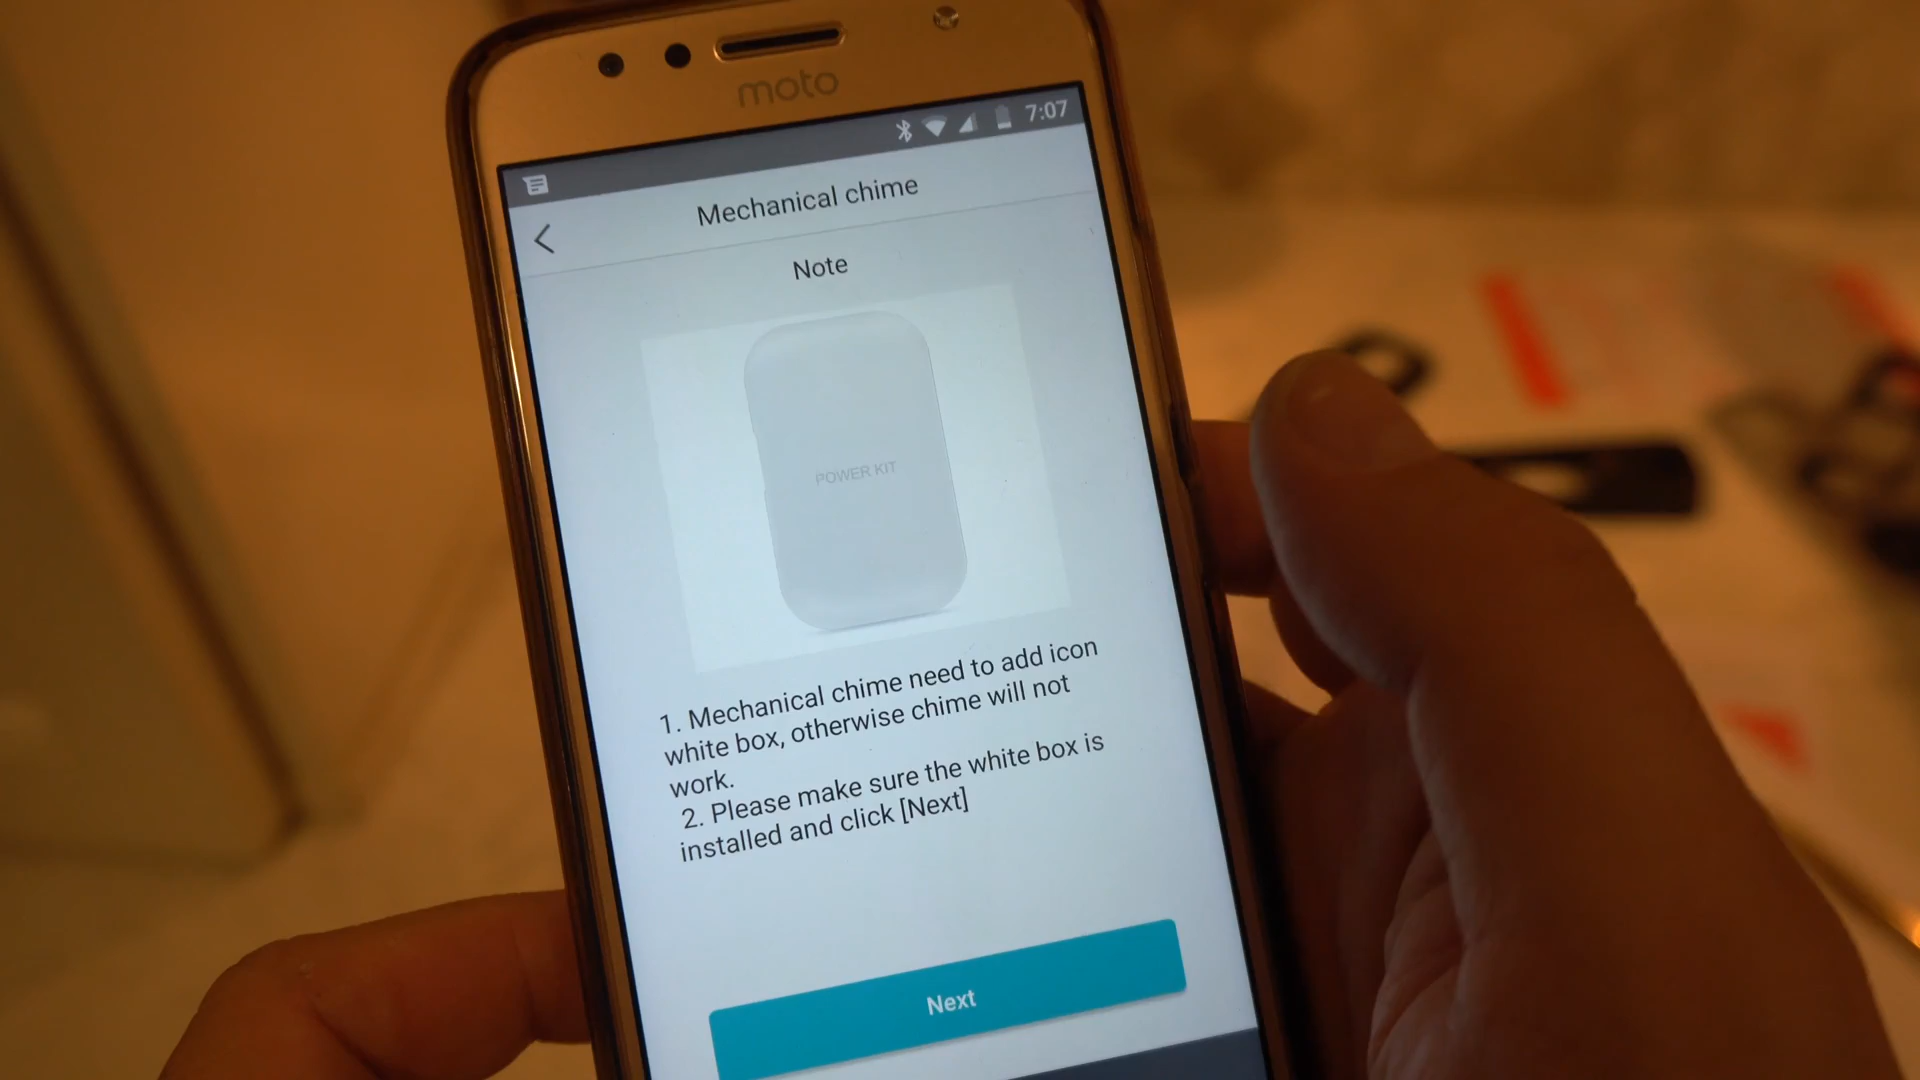 moto
7:07
Mechanical chime
Note
POWER KIT
1. Mechanical chime need to add icon
white box, otherwise chime will not
work.
2. Please make sure the white box is
installed and click [Next]
Next